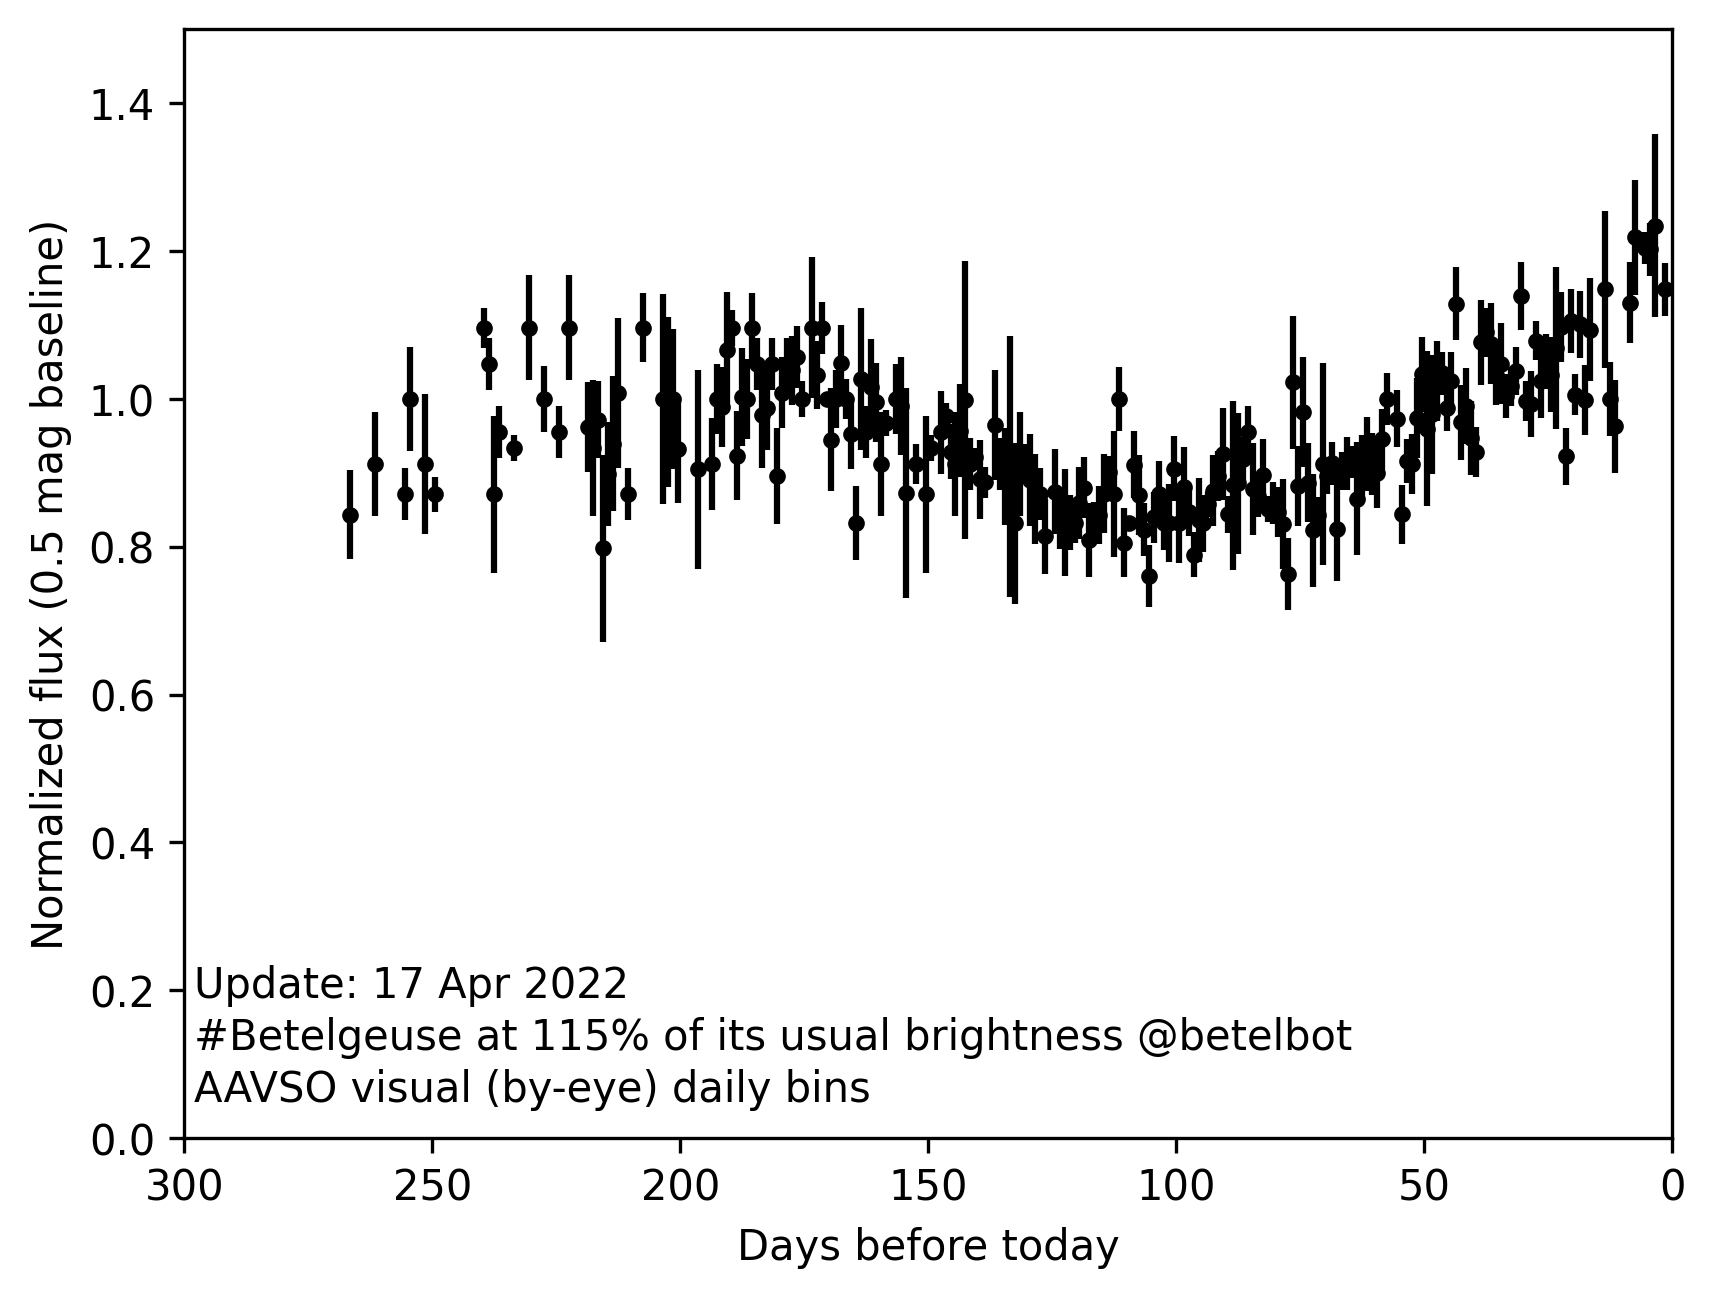 1.4
1.2
1.0
0.8
0.6
0.4
0.2
0.0
Normalized flux (0.5 mag baseline)
Update: 17 Apr 2022
#Betelgeuse at 115% of its usual brightness @betelbot
AAVSO visual (by-eye) daily bins
300 250 200 150 100 50 0
Days before today